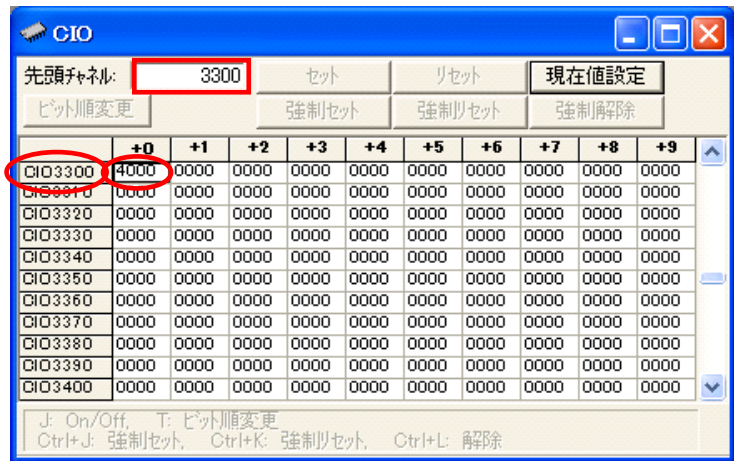 CIO
先頭チャネル: 3300 セット リセット 現在値設定
ビット順変更 強制セット 強制リセット 強制解除
+0 +1 +2 +3 +4 +5 +6 +7 +8 +9
CIO3300 4000 0000 0000 0000 0000 0000 0000 0000 0000 0000
CIO3310 0000 0000 0000 0000 0000 0000 0000 0000 0000 0000
CIO3320 0000 0000 0000 0000 0000 0000 0000 0000 0000 0000
CIO3330 0000 0000 0000 0000 0000 0000 0000 0000 0000 0000
CIO3340 0000 0000 0000 0000 0000 0000 0000 0000 0000 0000
CIO3350 0000 0000 0000 0000 0000 0000 0000 0000 0000 0000
CIO3360 0000 0000 0000 0000 0000 0000 0000 0000 0000 0000
CIO3370 0000 0000 0000 0000 0000 0000 0000 0000 0000 0000
CIO3380 0000 0000 0000 0000 0000 0000 0000 0000 0000 0000
CIO3390 0000 0000 0000 0000 0000 0000 0000 0000 0000 0000
CIO3400 0000 0000 0000 0000 0000 0000 0000 0000 0000 0000
J: On/Off, T: ビット順変更
Ctrl+J: 強制セット, Ctrl+K: 強制リセット, Ctrl+L: 解除